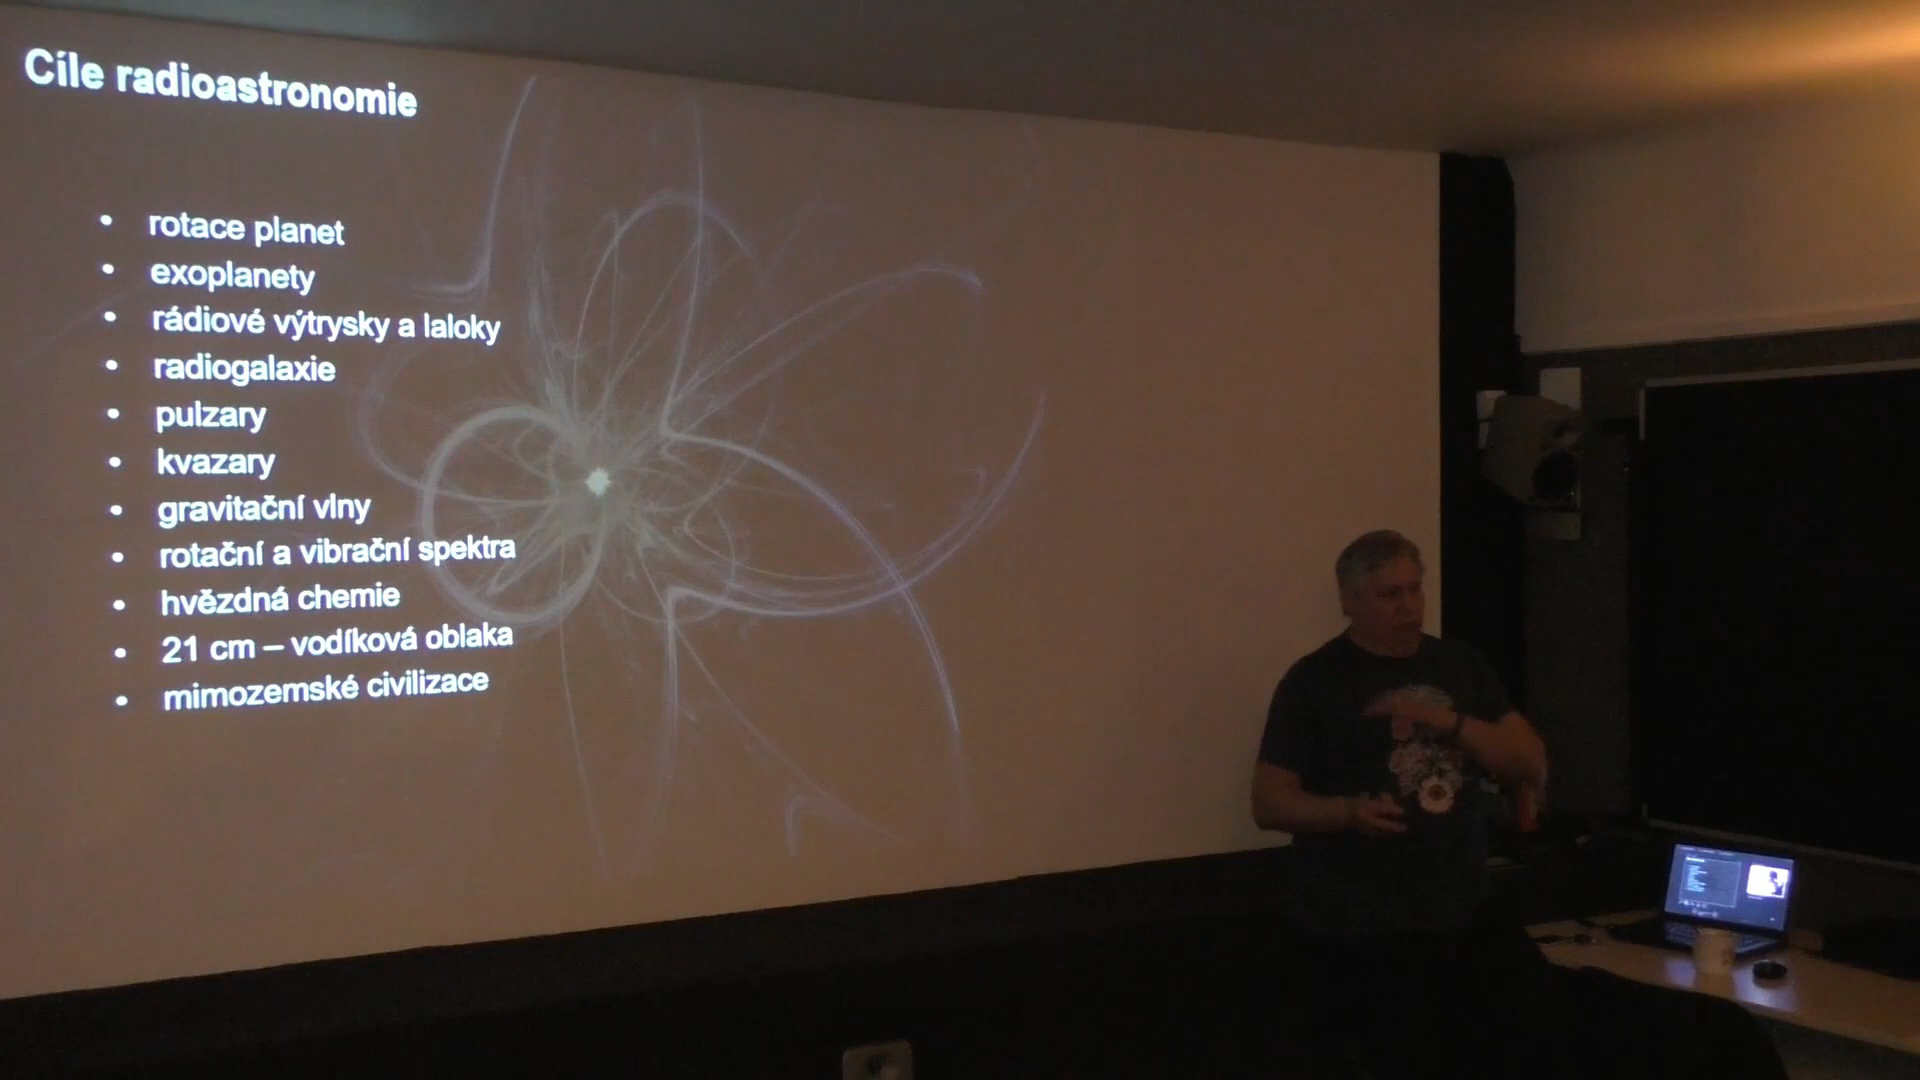 Cíle radioastronomie
• rotace planet
• exoplanety
• rádiové výtrysky a laloky
• radiogalaxie
• pulzary
• kvazary
• gravitační vlny
• rotační a vibrační spektra
• hvězdná chemie
• 21 cm – vodíková oblaka
• mimozemské civilizace